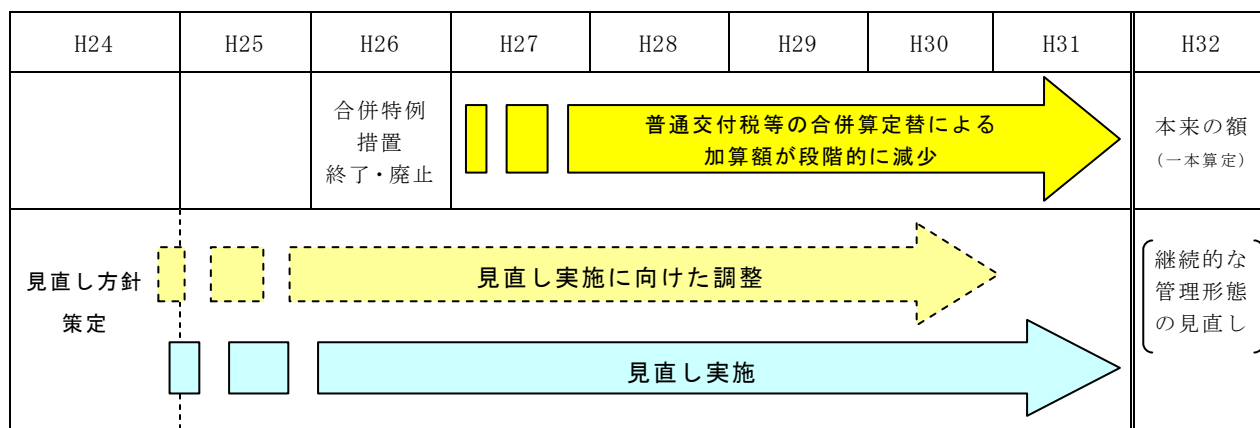 H24 H25 H26 H27 H28 H29 H30 H31 H32
合併特例
措置
終了・廃止
普通交付税等の合併算定替による
加算額が段階的に減少
本来の額
(一本算定)
見直し方針
策定
見直し実施に向けた調整
見直し実施
継続的な
管理形態
の見直し